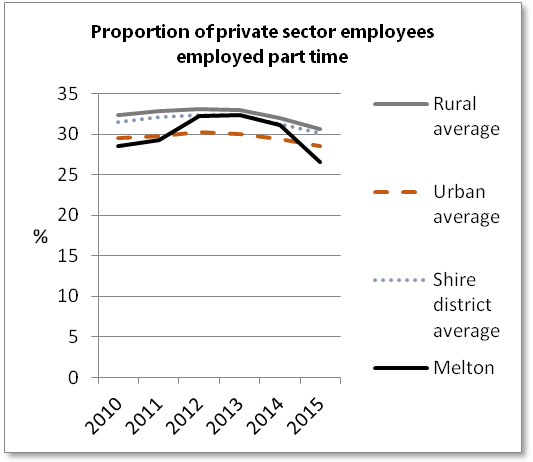 Proportion of private sector employees
employed part time
35
30
25
20
15
10
5
0
%
2010
2011
2012
2013
2014
2015
Rural
average
Urban
average
Shire
district
average
Melton